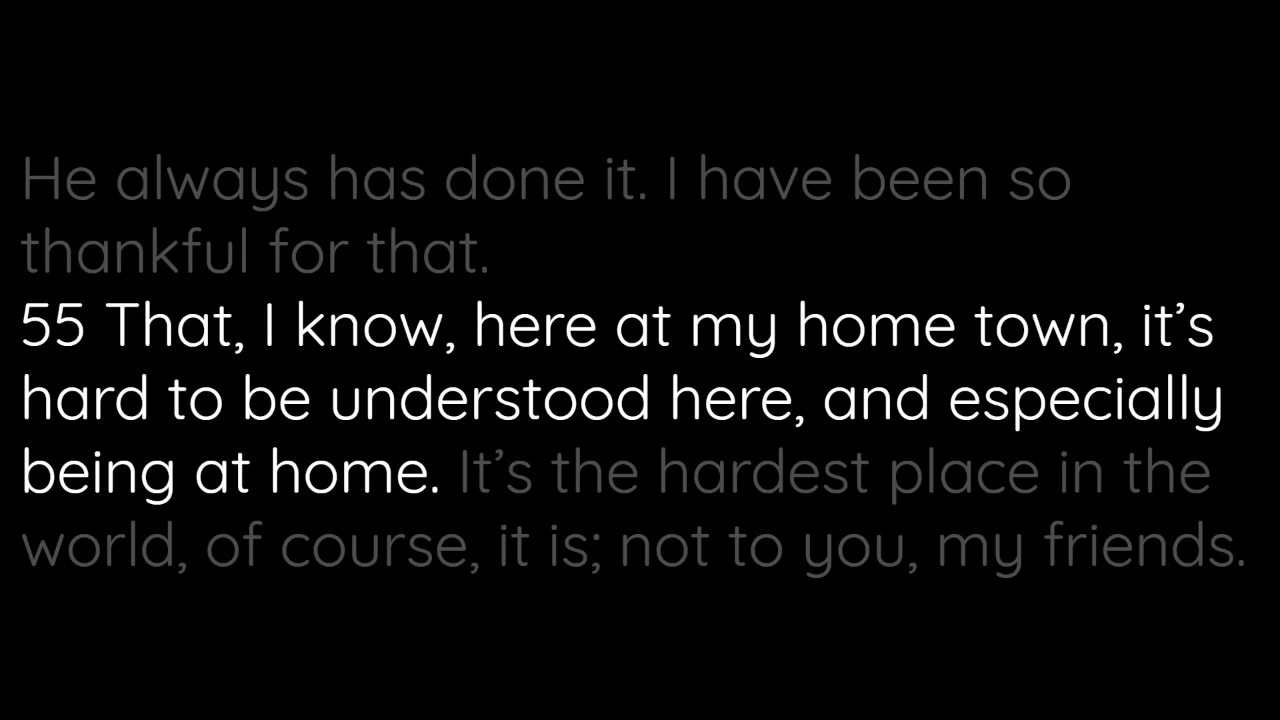 He always has done it. I have been so
thankful for that.
55 That, I know, here at my home town, it’s
hard to be understood here, and especially
being at home. It’s the hardest place in the
world, of course, it is; not to you, my friends.